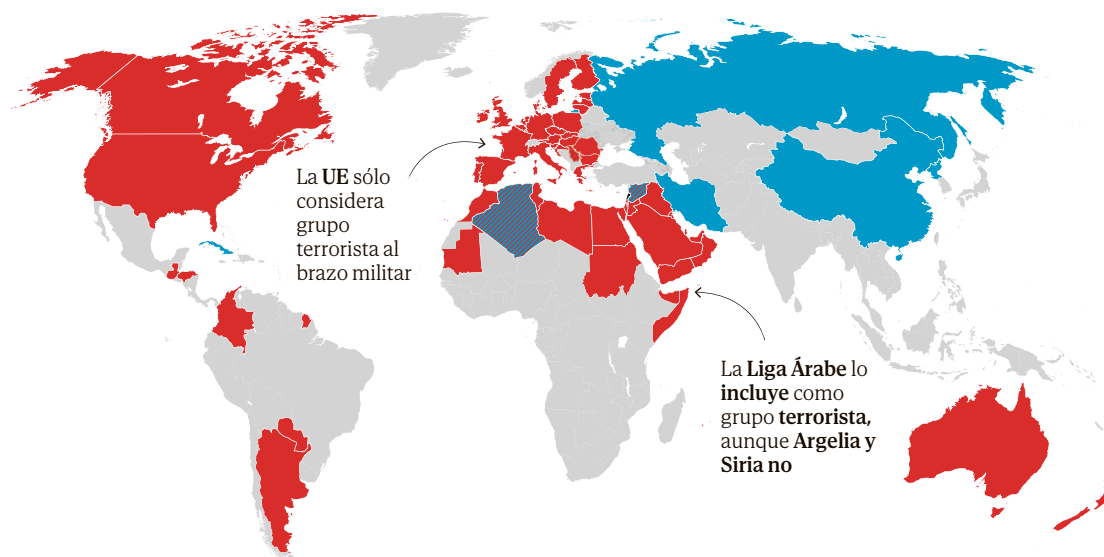 La UE sólo
considera
grupo
terrorista al
brazo militar
La Liga Árabe lo
incluye como
grupo terrorista,
aunque Argelia y
Siria no